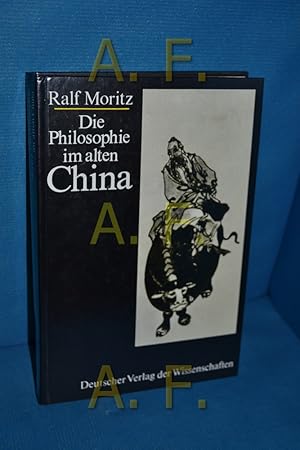 A. F.
Ralf Moritz
Die
Philosophie
im alten
China
A. F.
Deutscher Verlag der Wissenschaften
A. F.